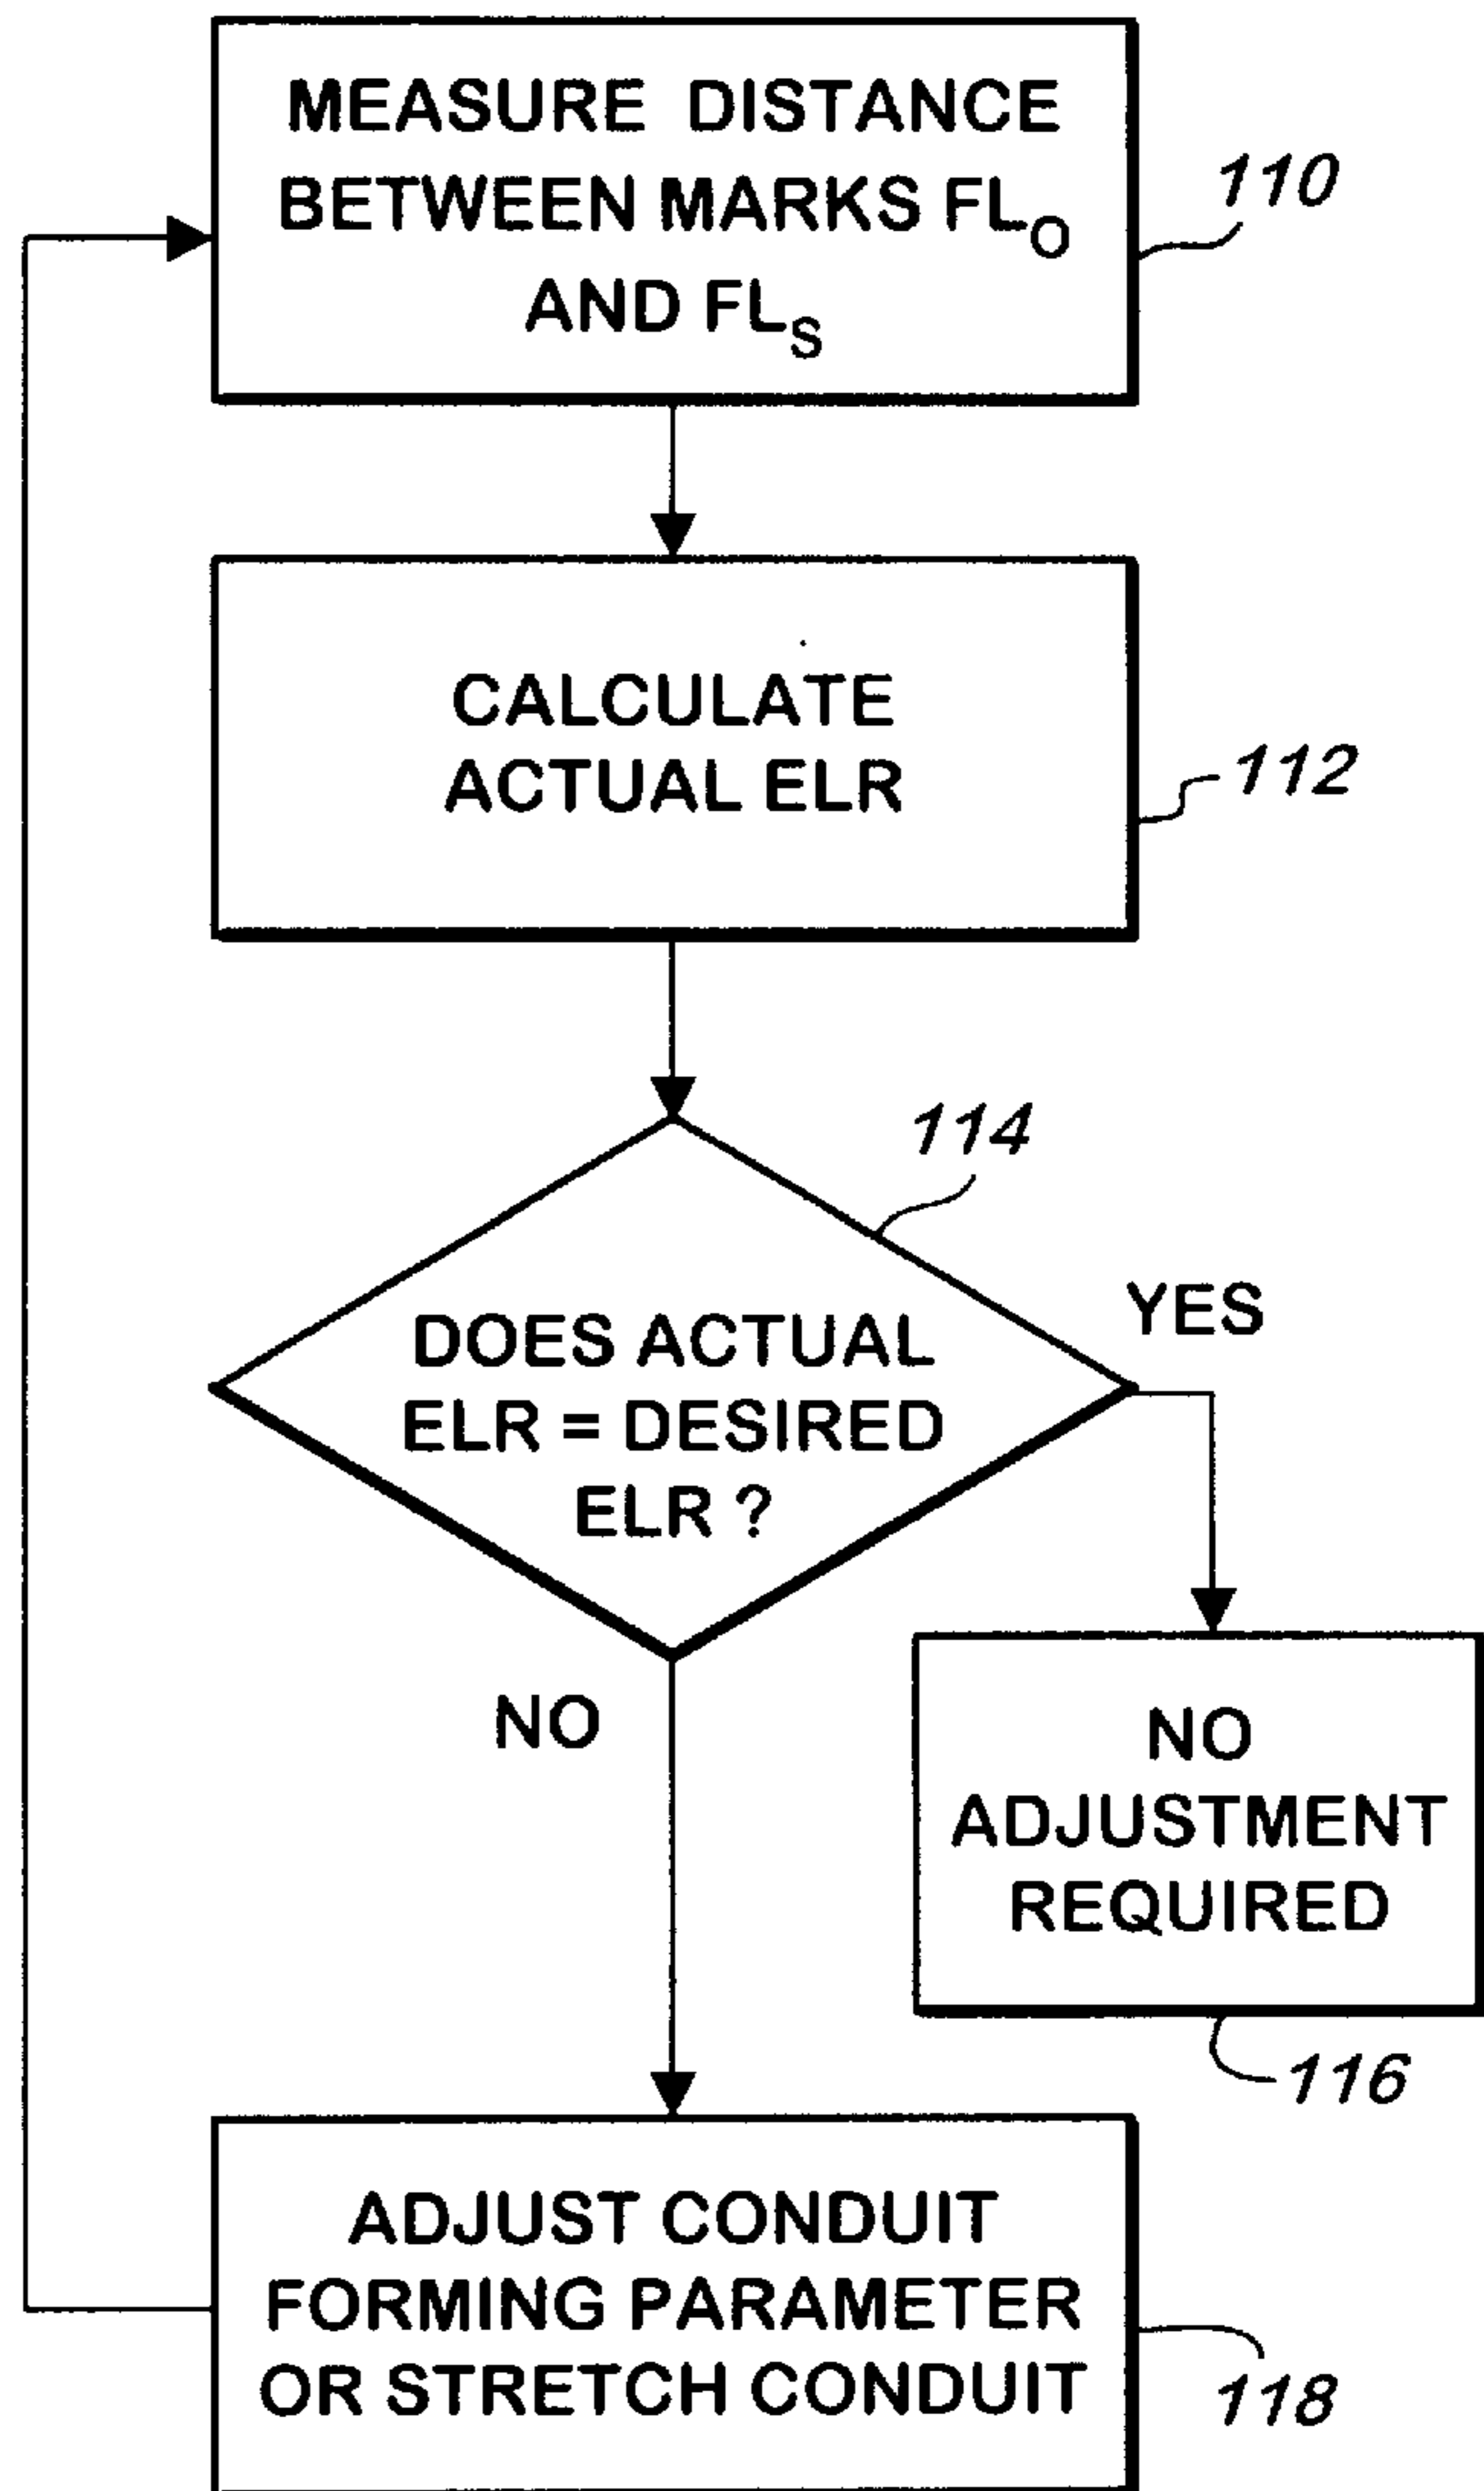 MEASURE DISTANCE
BETWEEN MARKS FLO
AND FLS
110
CALCULATE
ACTUAL ELR
112
114
DOES ACTUAL
ELR = DESIRED
ELR ?
YES
NO
NO
ADJUSTMENT
REQUIRED
116
ADJUST CONDUIT
FORMING PARAMETER
OR STRETCH CONDUIT
118